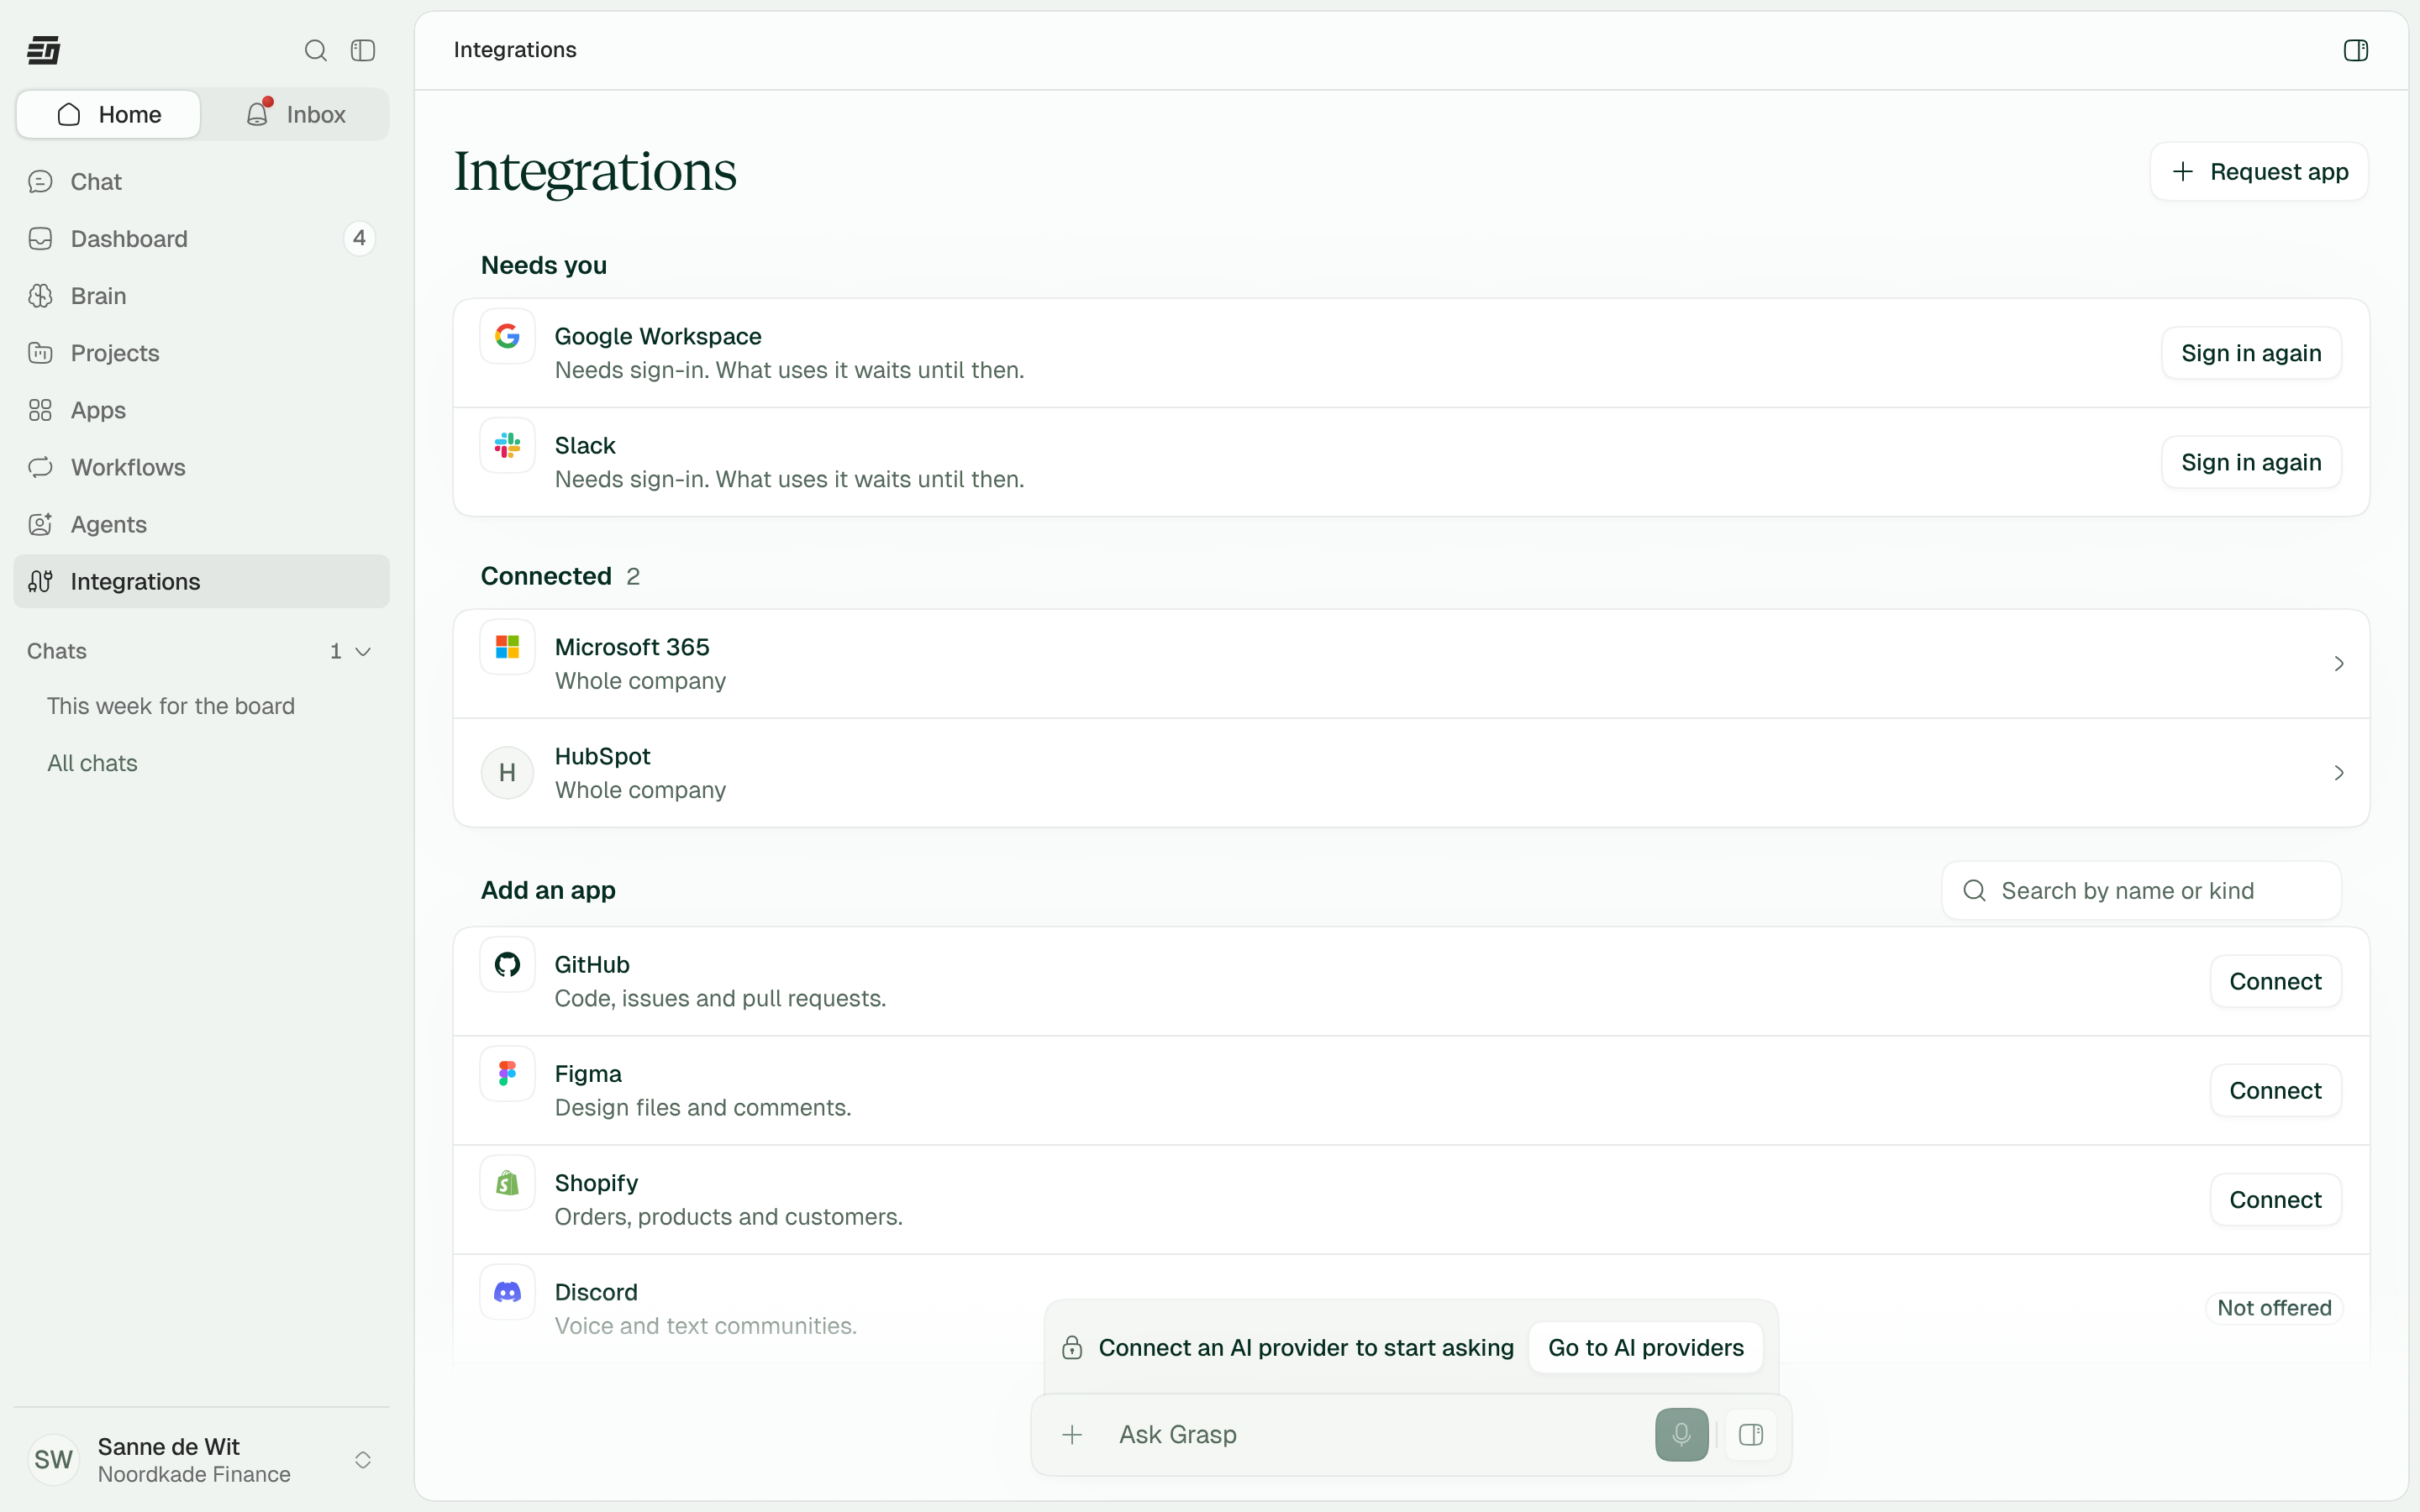 Home
Inbox
Chat
Dashboard 4
Brain
Projects
Apps
Workflows
Agents
Integrations
Chats 1
This week for the board
All chats
SW
Sanne de Wit
Noordkade Finance
Integrations
Integrations
Request app
Needs you
Google Workspace
Needs sign-in. What uses it waits until then.
Sign in again
Slack
Needs sign-in. What uses it waits until then.
Sign in again
Connected 2
Microsoft 365
Whole company
H
HubSpot
Whole company
Add an app
Search by name or kind
GitHub
Code, issues and pull requests.
Connect
Figma
Design files and comments.
Connect
Shopify
Orders, products and customers.
Connect
Discord
Voice and text communities.
Not offered
Connect an AI provider to start asking
Go to AI providers
Ask Grasp